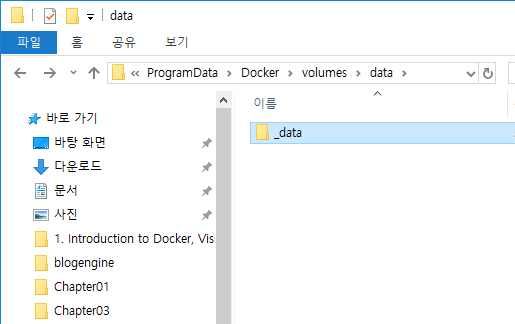 data
파일 홈 공유 보기
« ProgramData > Docker > volumes > data >
이름
바로 가기
_data
바탕 화면
다운로드
문서
사진
1. Introduction to Docker, Vis
blogengine
Chapter01
Chapter03